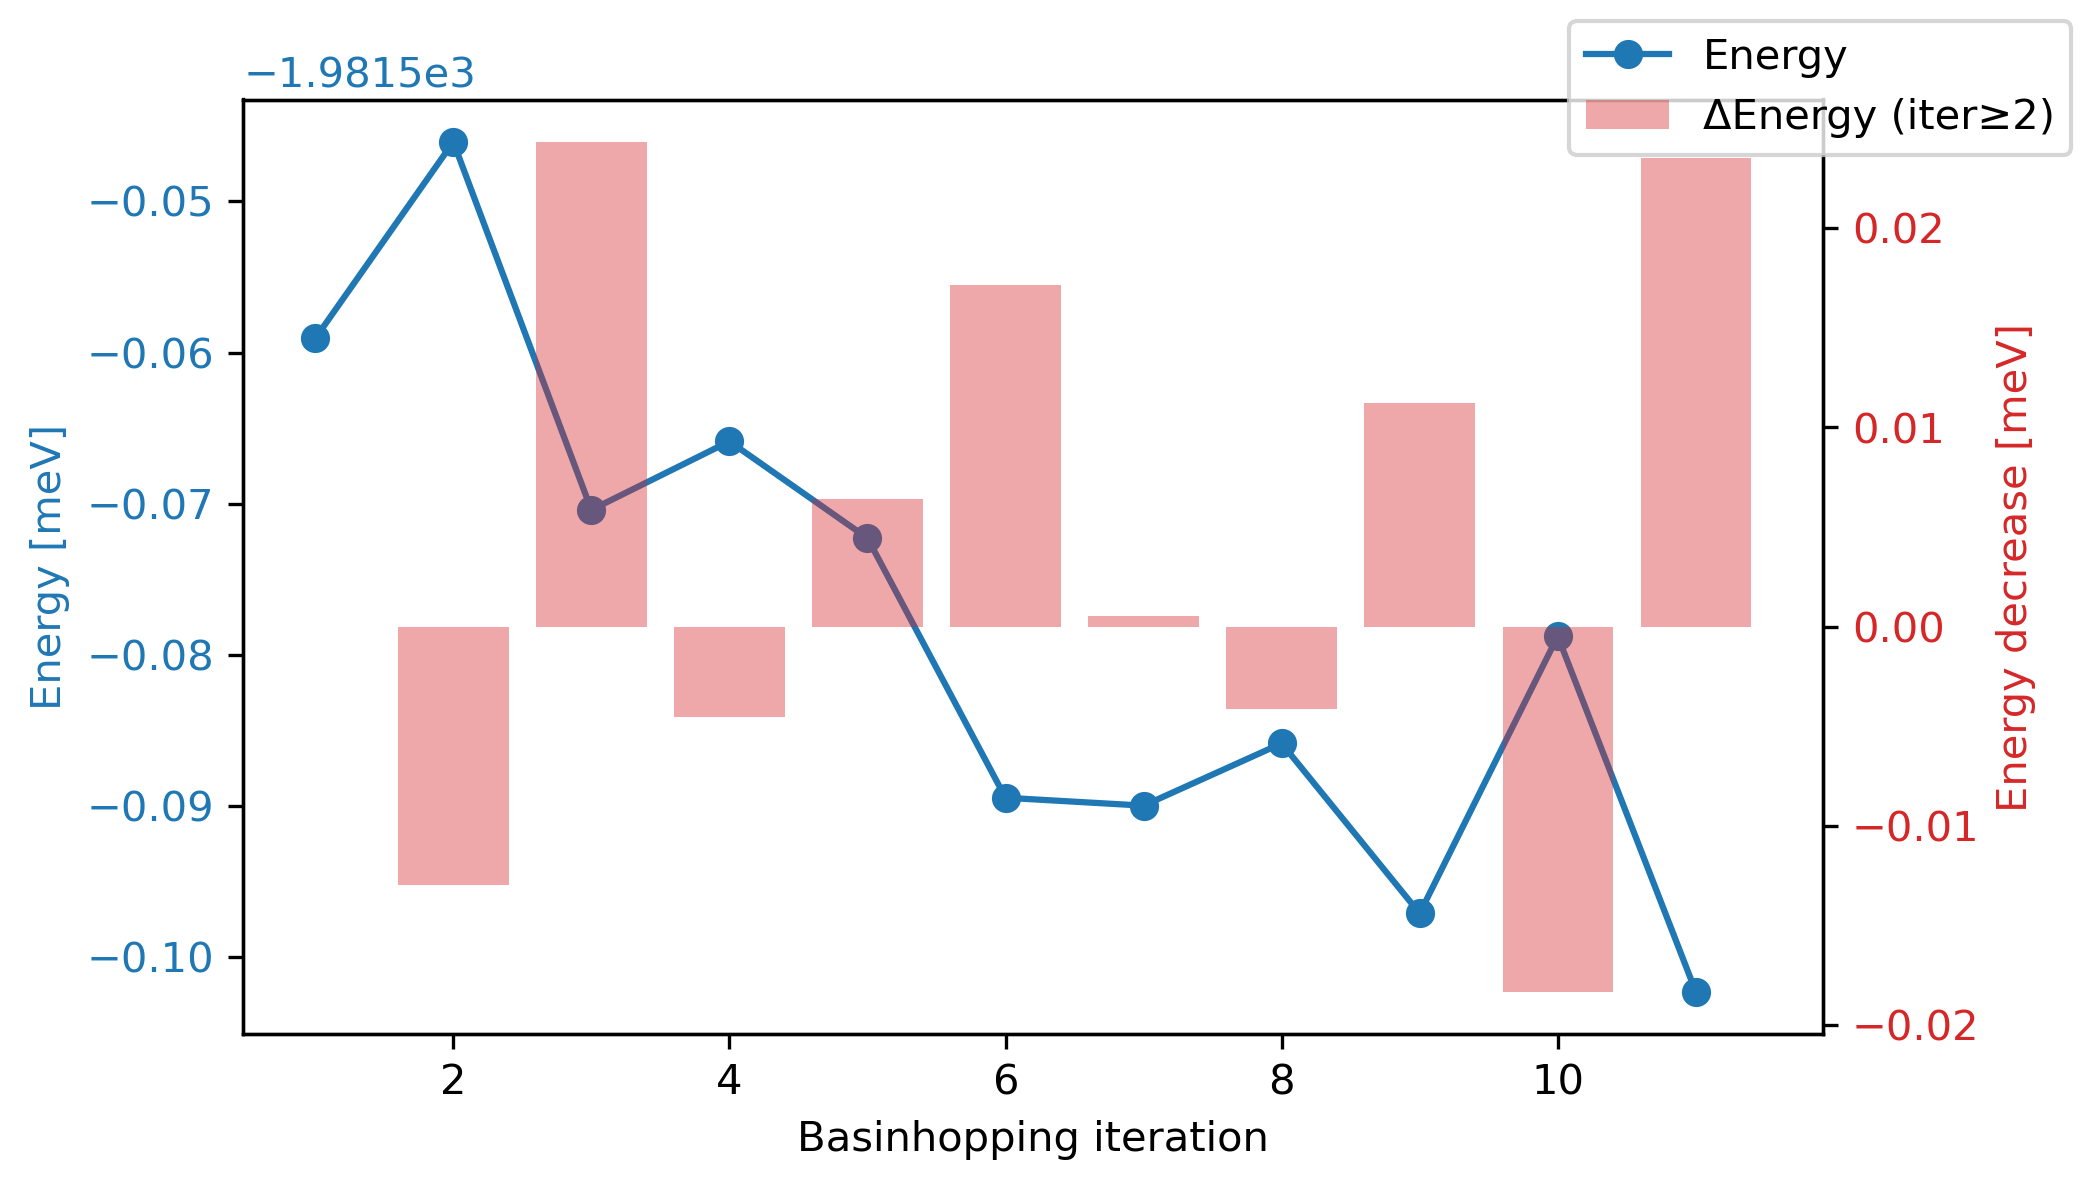 Energy
ΔEnergy (iter≥2)
−1.9815e3
−0.05
−0.06
−0.07
−0.08
−0.09
−0.10
Energy [meV]
0.02
0.01
0.00
−0.01
−0.02
Energy decrease [meV]
2 4 6 8 10
Basinhopping iteration